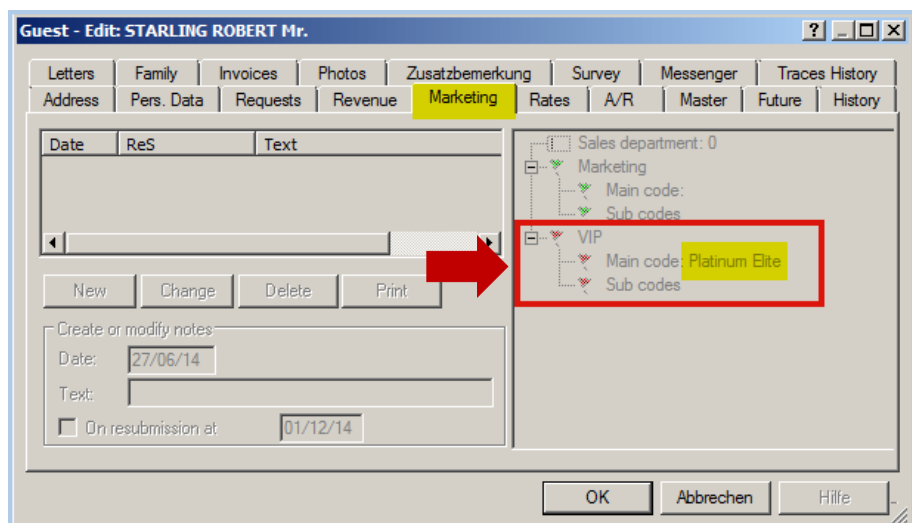 Guest - Edit: STARLING ROBERT Mr.
Letters Family Invoices Photos Zusatzbemerkung Survey Messenger Traces History
Address Pers. Data Requests Revenue Marketing Rates A/R Master Future History
Date ReS Text
Sales department: 0
Marketing
Main code:
Sub codes
VIP
Main code: Platinum Elite
Sub codes
New Change Delete Print
Create or modify notes
Date: 27/06/14
Text:
On resubmission at 01/12/14
OK Abbrechen Hilfe